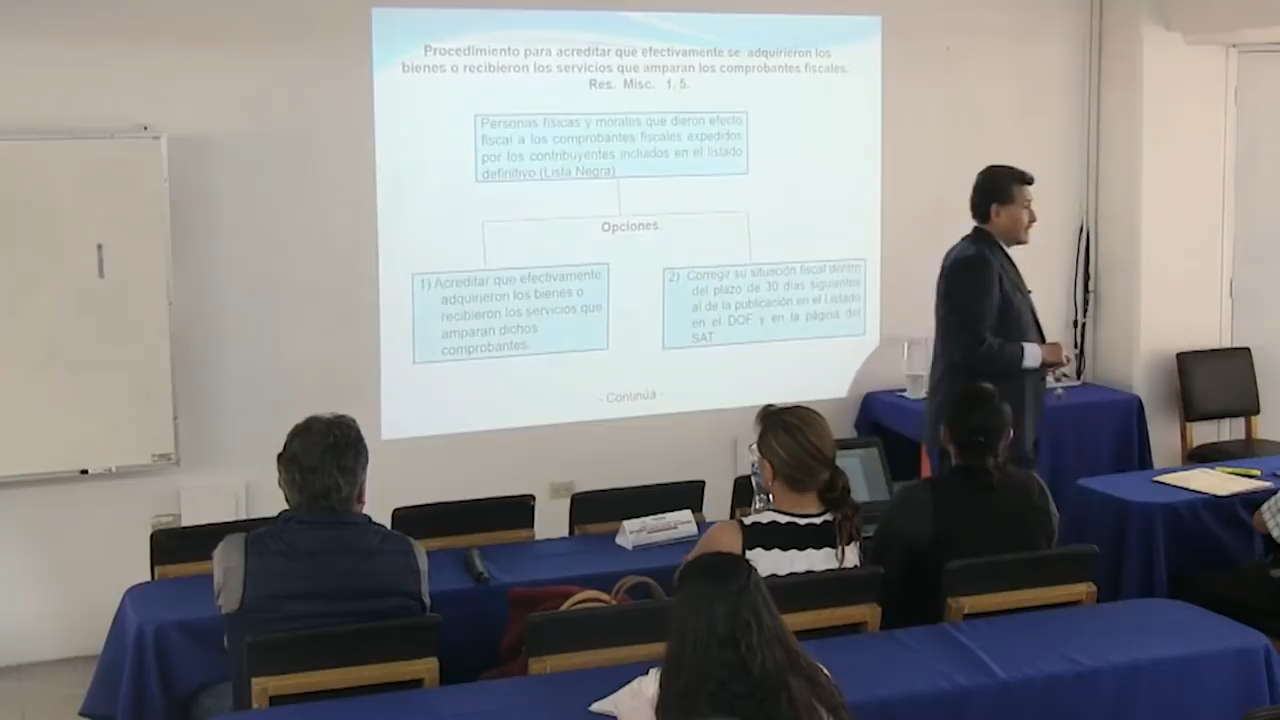 Procedimiento para acreditar que efectivamente se adquirieron los
bienes o recibieron los servicios que amparan los comprobantes fiscales.
Res. Misc. 1, 5.
Personas físicas y morales que dieron efecto
fiscal a los comprobantes fiscales expedidos
por los contribuyentes incluidos en el listado
definitivo (Lista Negra)
Opciones.
1) Acreditar que efectivamente
adquirieron los bienes o
recibieron los servicios que
amparan dichos
comprobantes.
2) Corregir su situación fiscal dentro
del plazo de 30 días siguientes
al de la publicación en el Listado
en el DOF y en la página del
SAT
- Continúa -